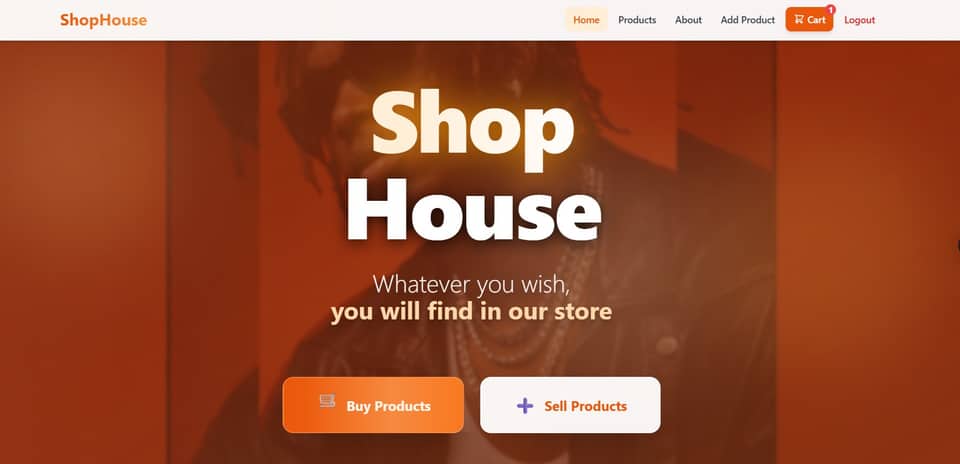 ShopHouse
Home
Products
About
Add Product
Cart
1
Logout
Shop
House
Whatever you wish,
you will find in our store
Buy Products
Sell Products